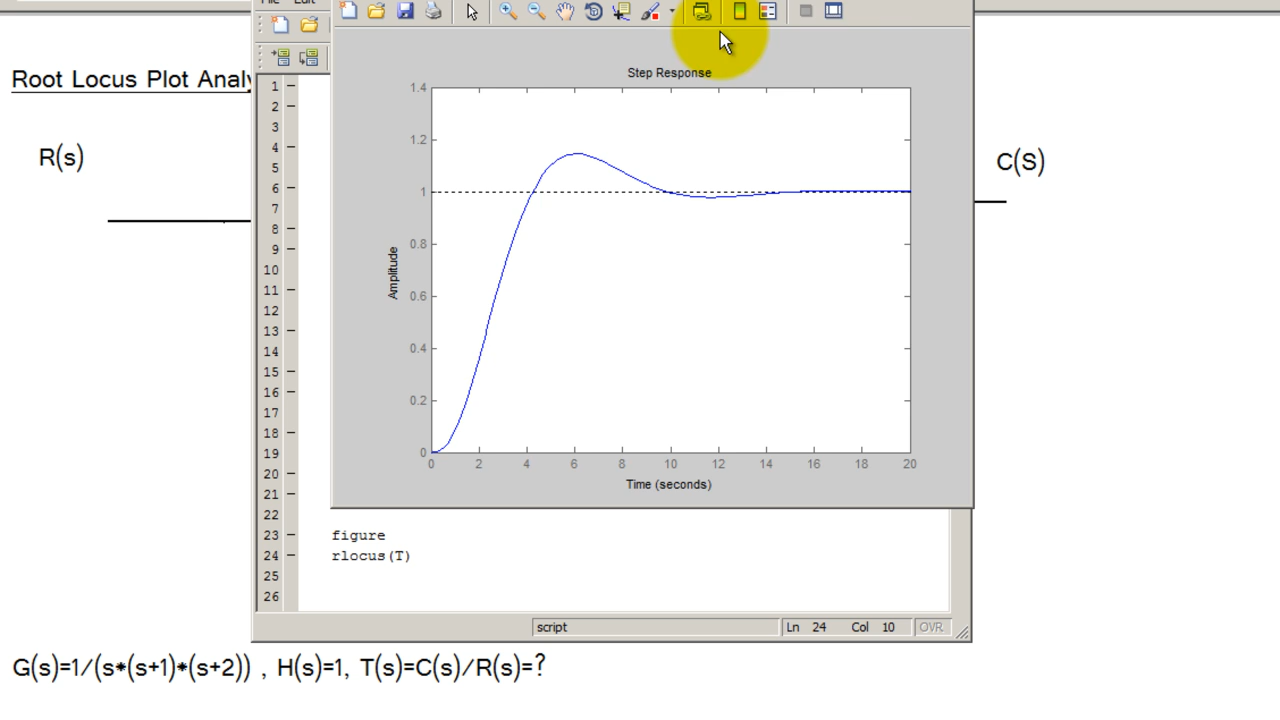 File Edit
Root Locus Plot Analy
R(s)
C(S)
1
2
3
4
5
6
7
8
9
10
11
12
13
14
15
16
17
18
19
20
21
22
23
24
25
26
Step Response
1.4
1.2
1
0.8
0.6
0.4
0.2
0
Amplitude
0 2 4 6 8 10 12 14 16 18 20
Time (seconds)
figure
rlocus(T)
script Ln 24 Col 10 OVR
G(s)=1/(s*(s+1)*(s+2)) , H(s)=1, T(s)=C(s)/R(s)=?